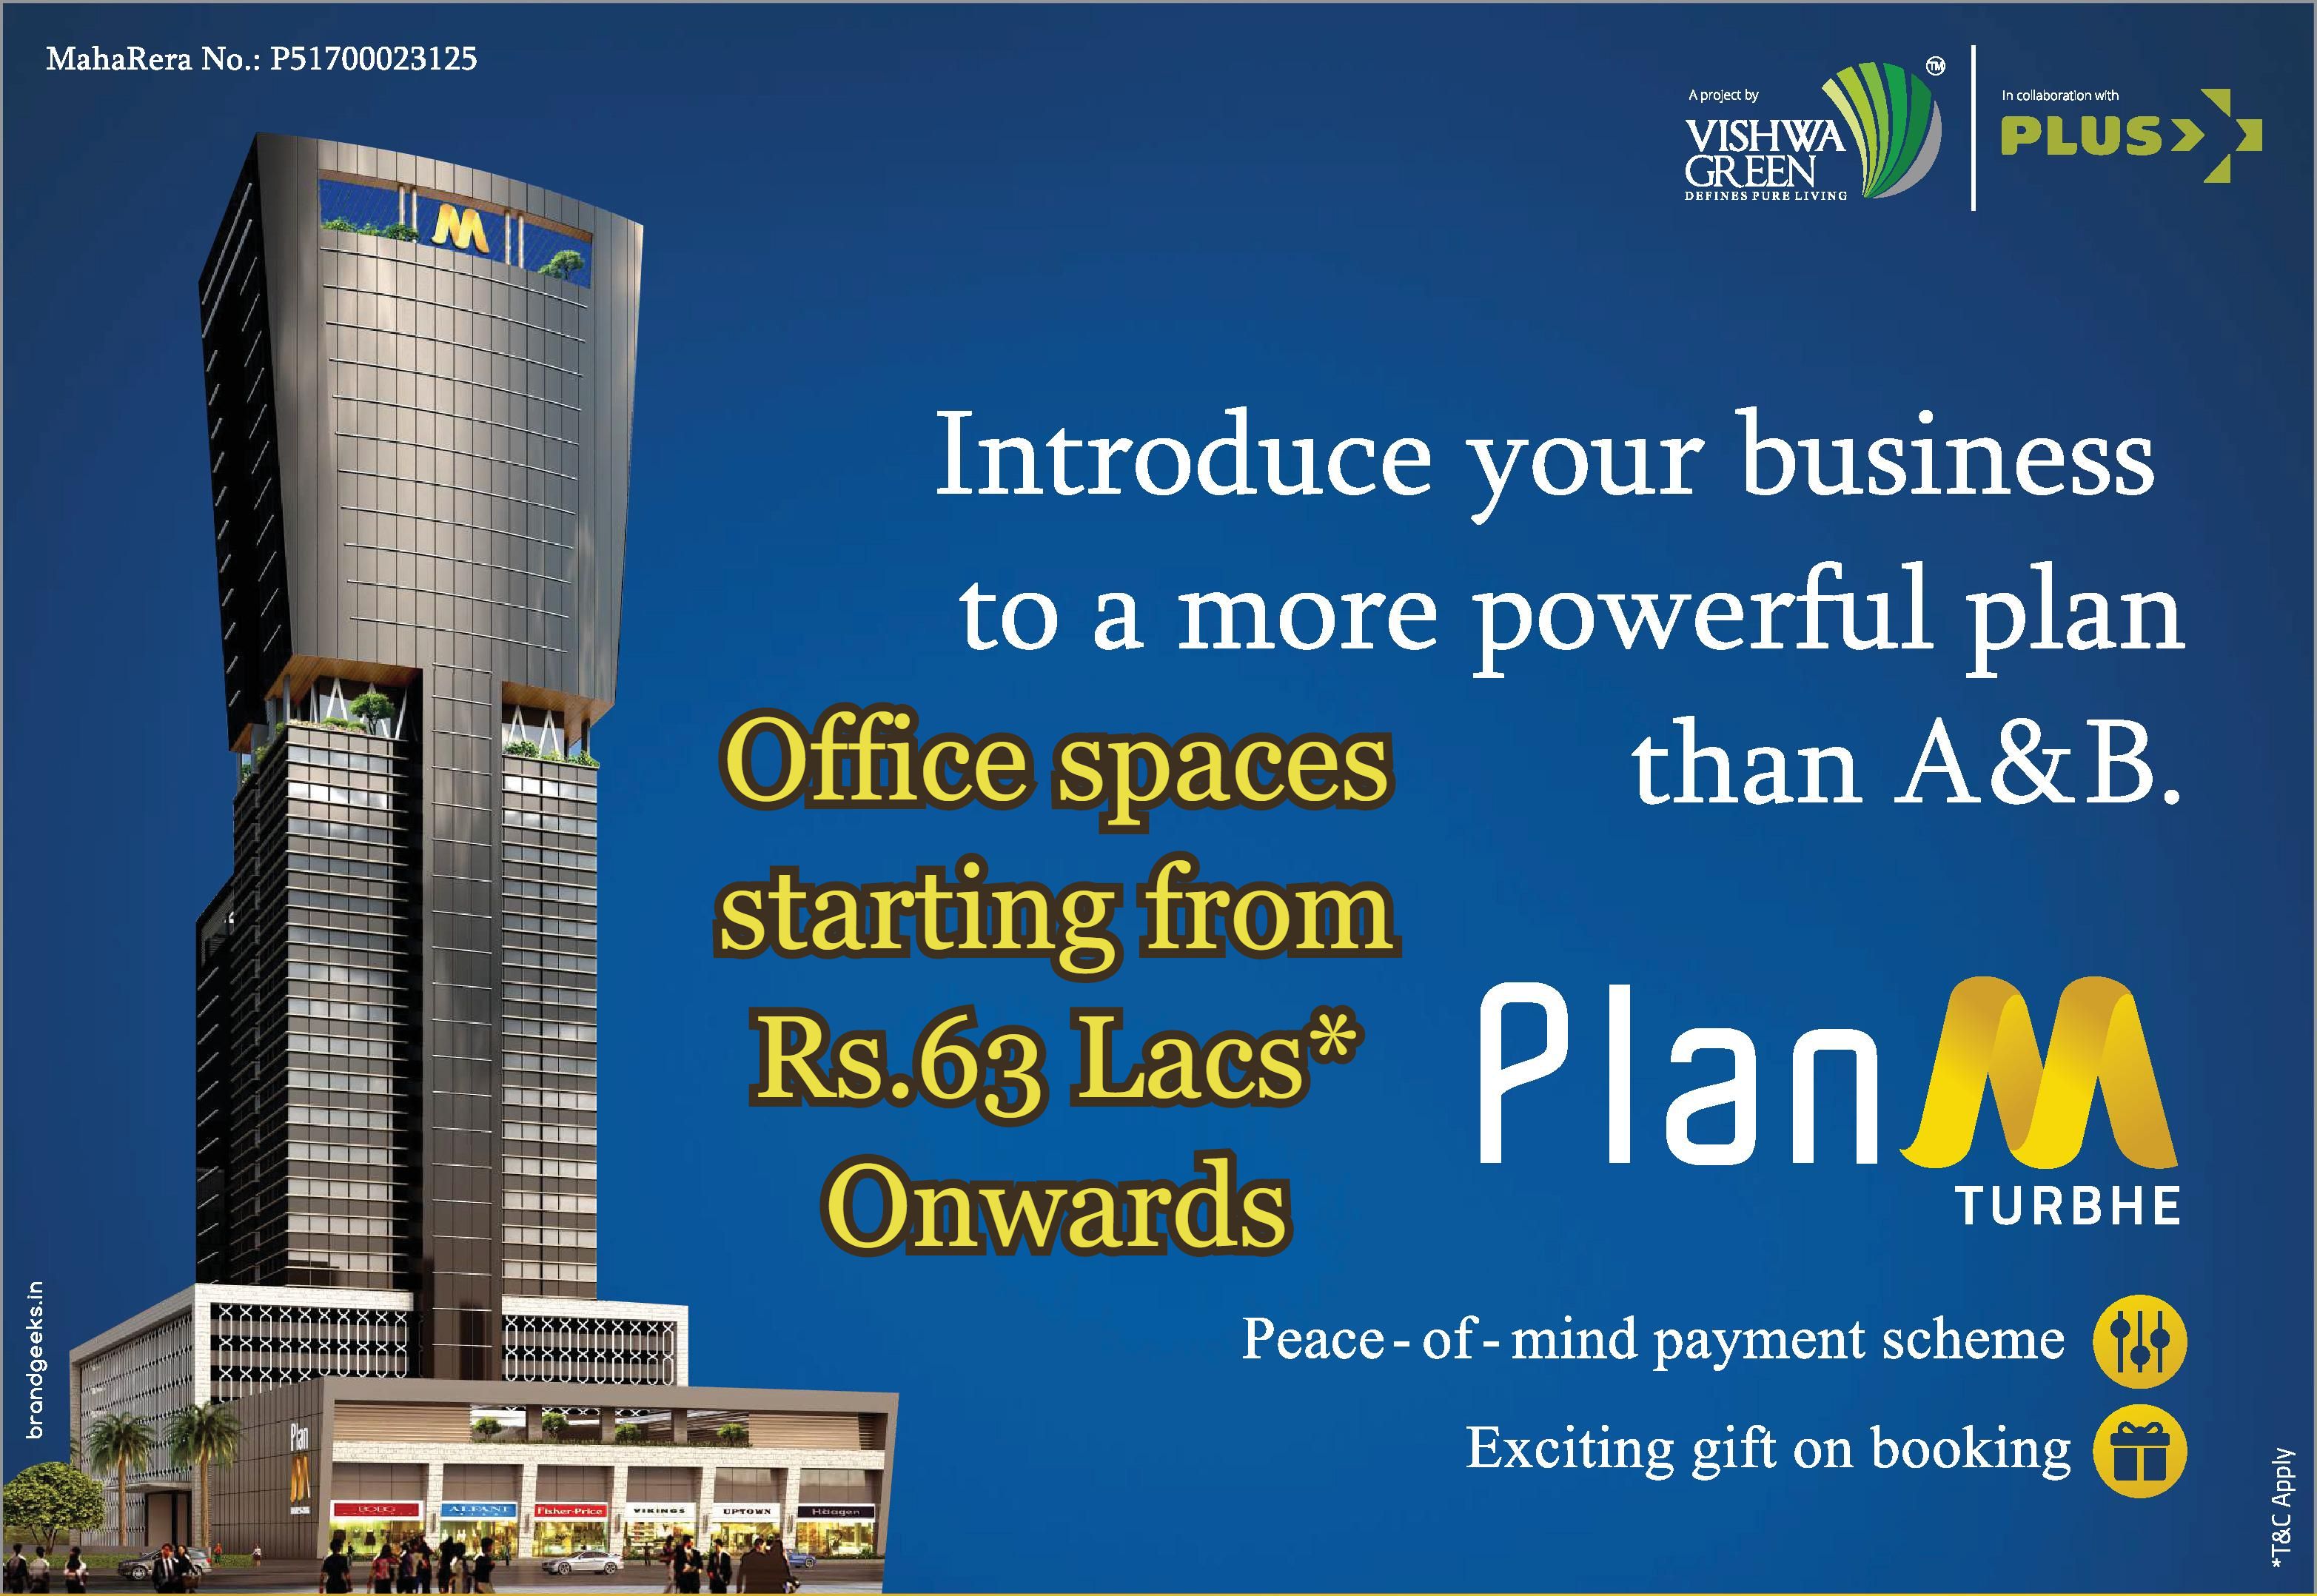 MahaRera No.: P51700023125
A project by
VISHWA
GREEN
DEFINES PURE LIVING
TM
In collaboration with
PLUS
M
Introduce your business
to a more powerful plan
than A&B.
Office spaces
starting from
Rs.63 Lacs*
Onwards
Plan M
TURBHE
Peace-of-mind payment scheme
Exciting gift on booking
brandgeeks.in
*T&C Apply
Plan
M
Fisher-Price
VIKINGS
UPTOWN
Häagen